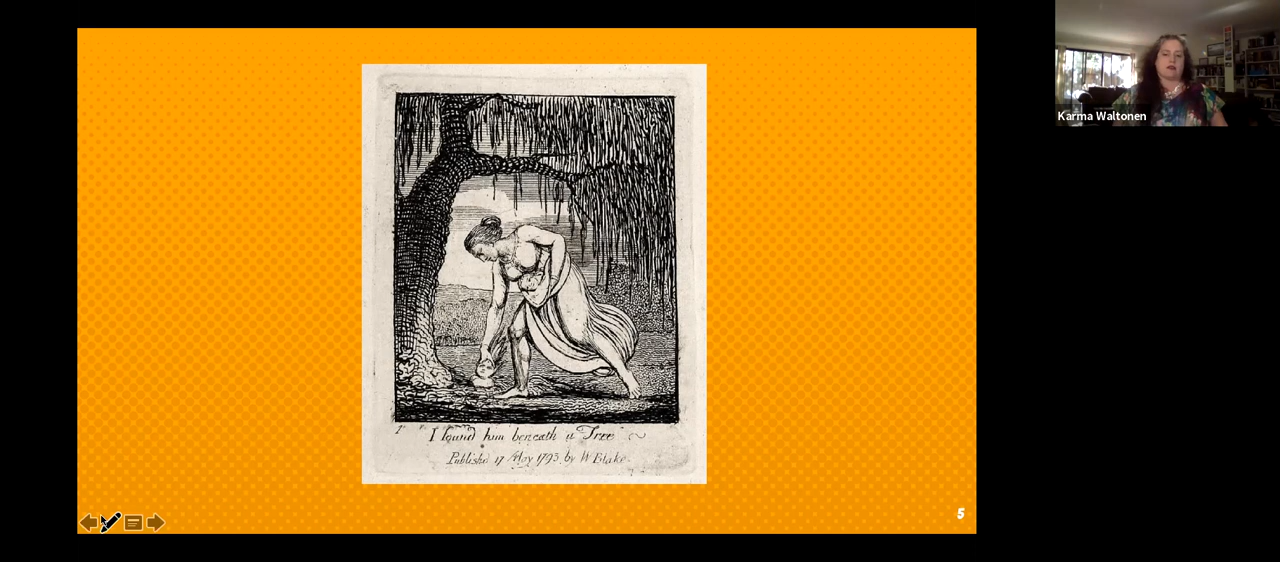 Karma Waltonen
1
"I found him beneath a Tree"
Publishd 17 May 1793 by W Blake.
5